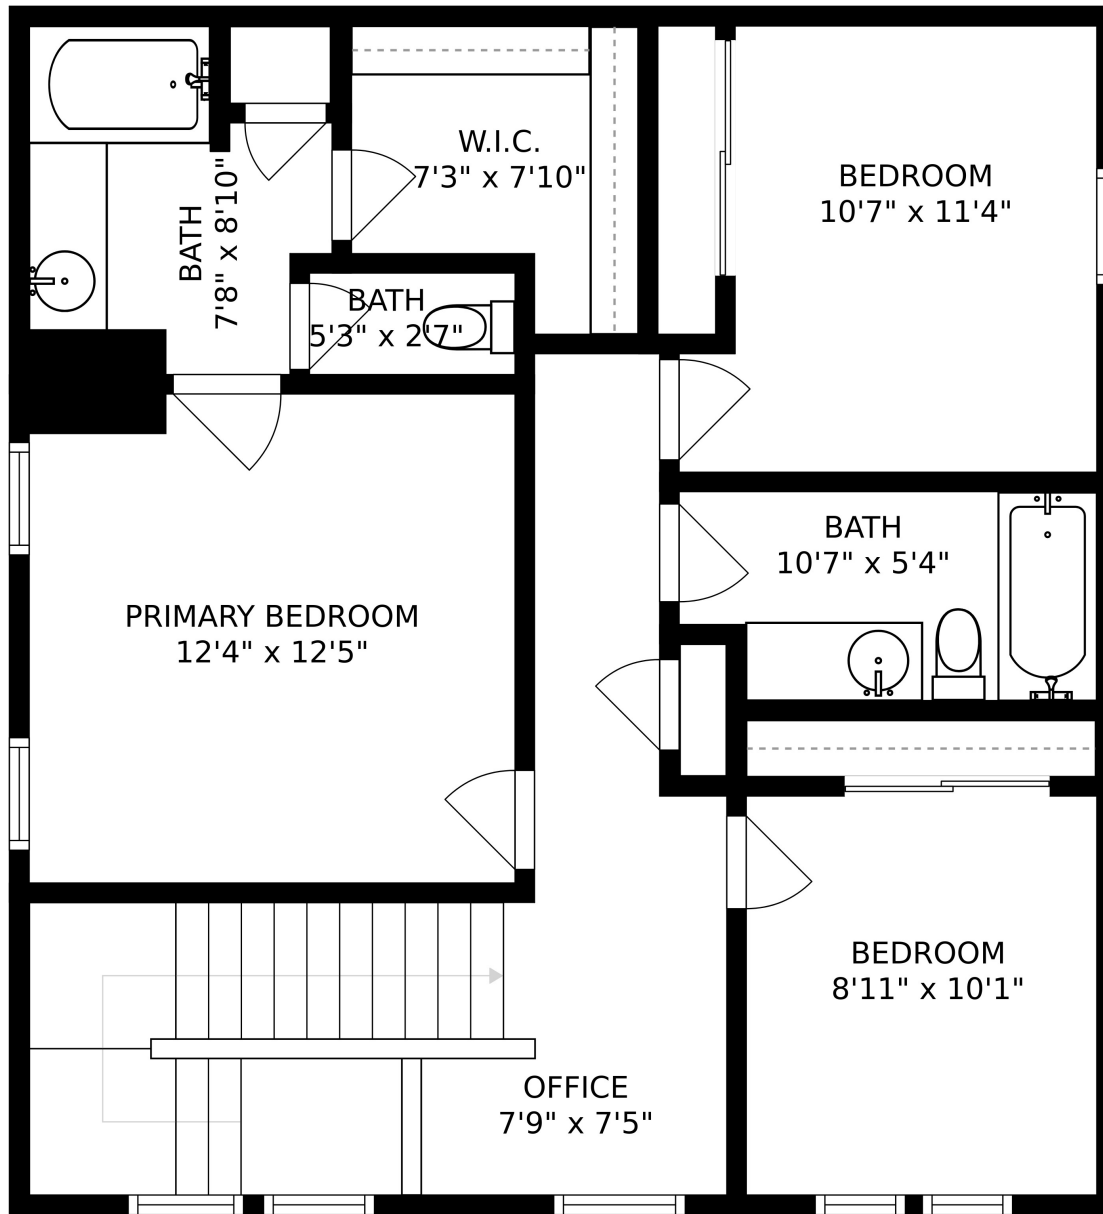 W.I.C.
7'3" x 7'10"
BEDROOM
10'7" x 11'4"
BATH
7'8" x 8'10"
BATH
5'3" x 2'7"
BATH
10'7" x 5'4"
PRIMARY BEDROOM
12'4" x 12'5"
BEDROOM
8'11" x 10'1"
OFFICE
7'9" x 7'5"